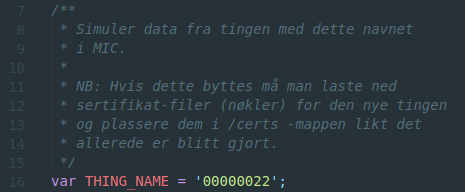 7 /**
8 * Simuler data fra tingen med dette navnet
9 * i MIC.
10 *
11 * NB: Hvis dette byttes må man laste ned
12 * sertifikat-filer (nøkler) for den nye tingen
13 * og plassere dem i /certs -mappen likt det
14 * allerede er blitt gjort.
15 */
16 var THING_NAME = '00000022';